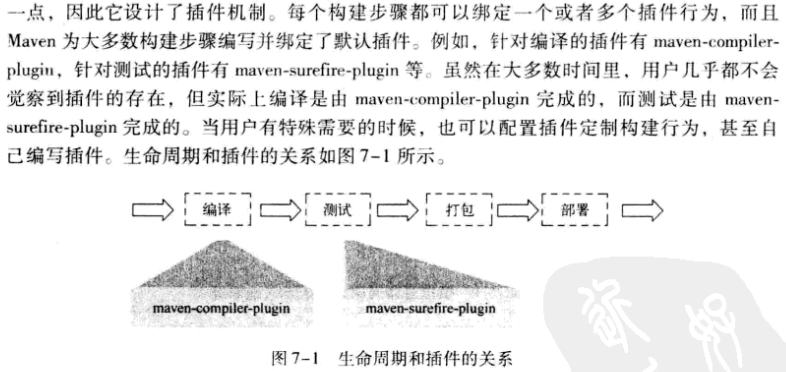 一点，因此它设计了插件机制。每个构建步骤都可以绑定一个或者多个插件行为，而且
Maven 为大多数构建步骤编写并绑定了默认插件。例如，针对编译的插件有 maven-compiler-
plugin，针对测试的插件有 maven-surefire-plugin 等。虽然在大多数时间里，用户几乎都不会
觉察到插件的存在，但实际上编译是由 maven-compiler-plugin 完成的，而测试是由 maven-
surefire-plugin 完成的。当用户有特殊需要的时候，也可以配置插件定制构建行为，甚至自
己编写插件。生命周期和插件的关系如图 7-1 所示。
编译 测试 打包 部署
maven-compiler-plugin maven-surefire-plugin
图 7-1 生命周期和插件的关系